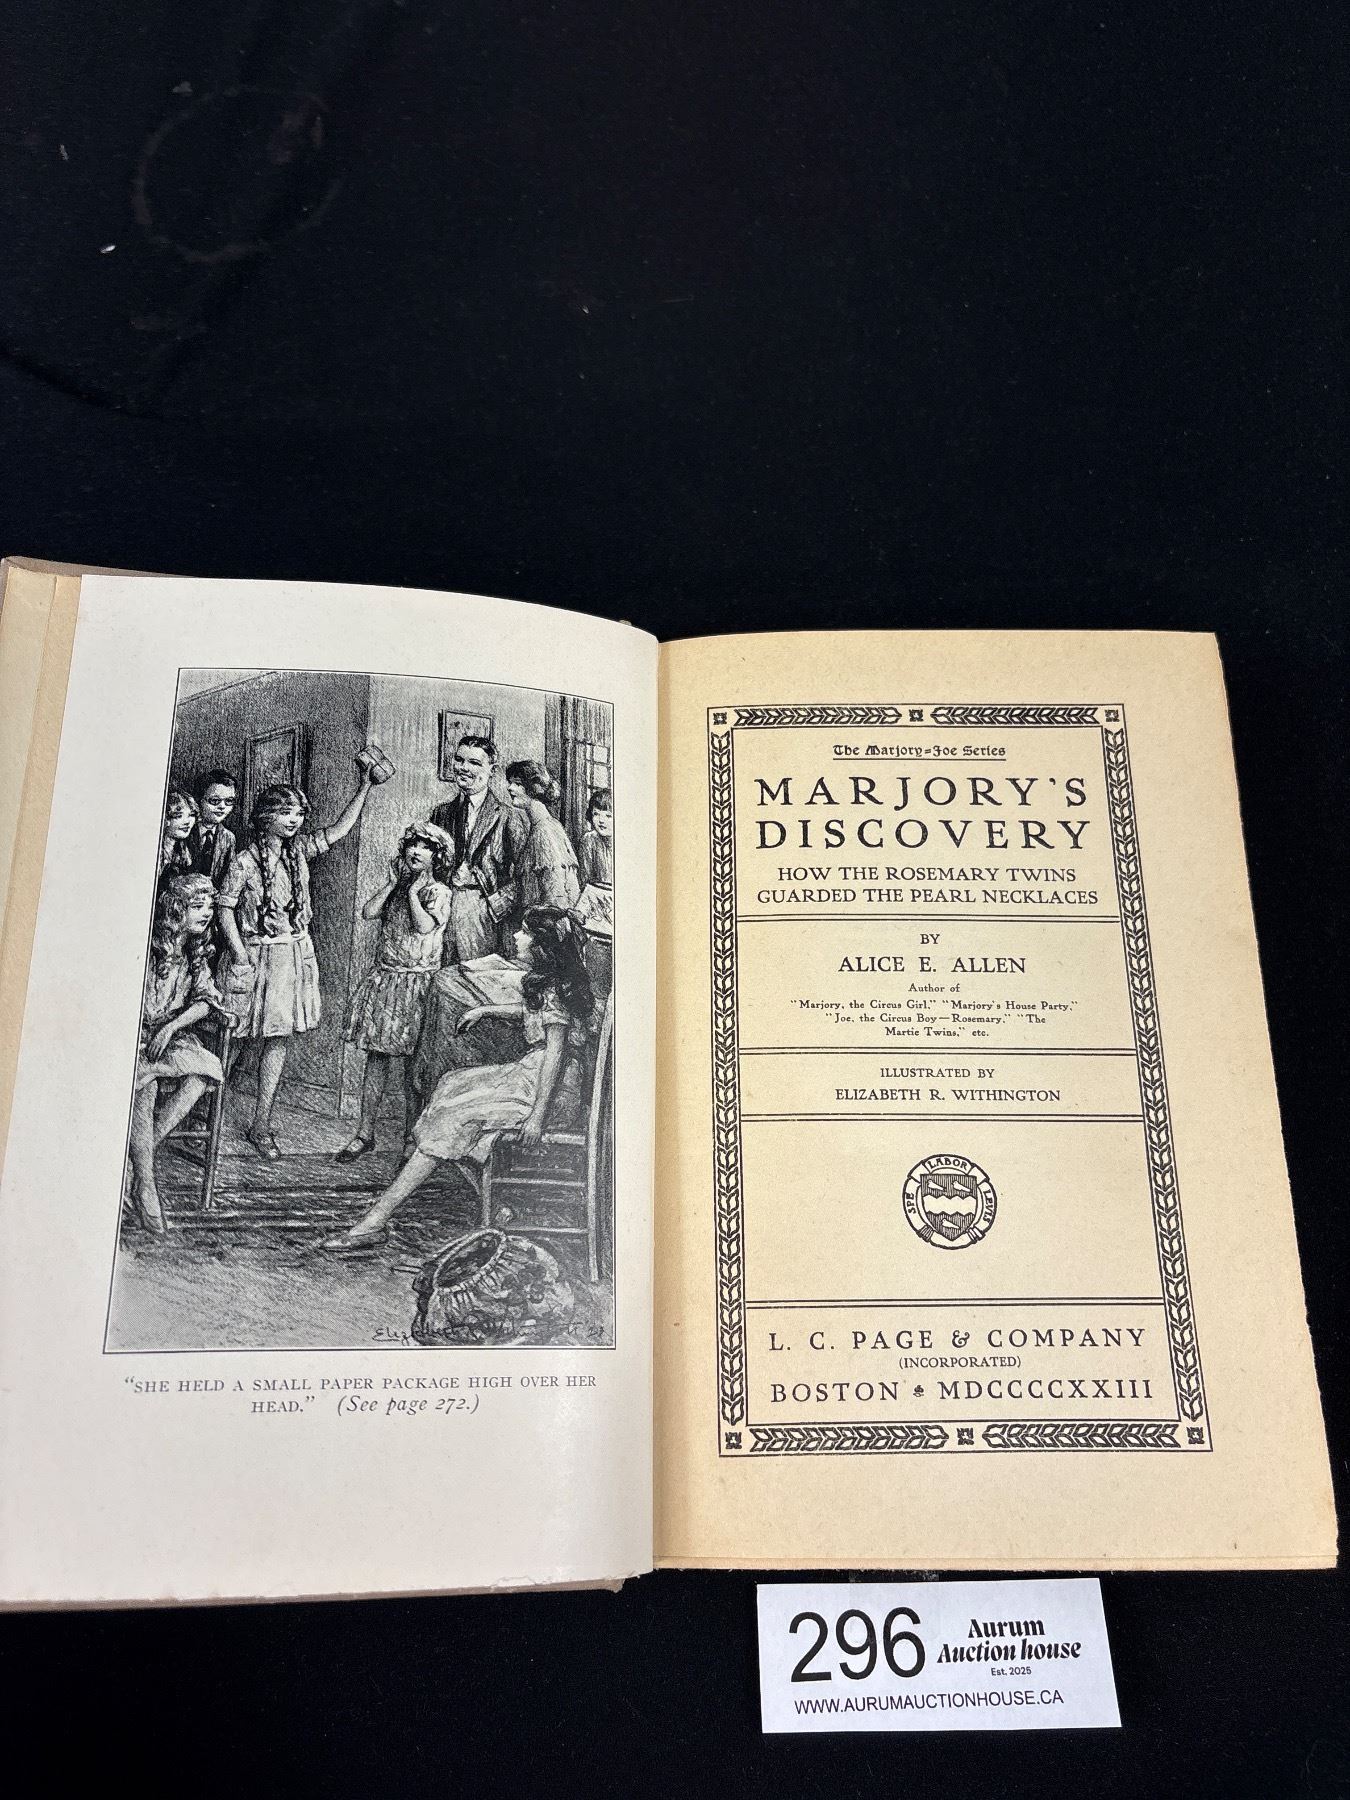 "SHE HELD A SMALL PAPER PACKAGE HIGH OVER HER
HEAD." (See page 272.)
The Marjory=Joe Series
MARJORY'S
DISCOVERY
HOW THE ROSEMARY TWINS
GUARDED THE PEARL NECKLACES
BY
ALICE E. ALLEN
Author of
"Marjory, the Circus Girl," "Marjory's House Party,"
"Joe, the Circus Boy—Rosemary," "The
Martie Twins," etc.
ILLUSTRATED BY
ELIZABETH R. WITHINGTON
SPE LABOR LEVIS
L. C. PAGE & COMPANY
(INCORPORATED)
BOSTON MDCCCCXXIII
296
Aurum
Auction house
Est. 2025
WWW.AURUMAUCTIONHOUSE.CA